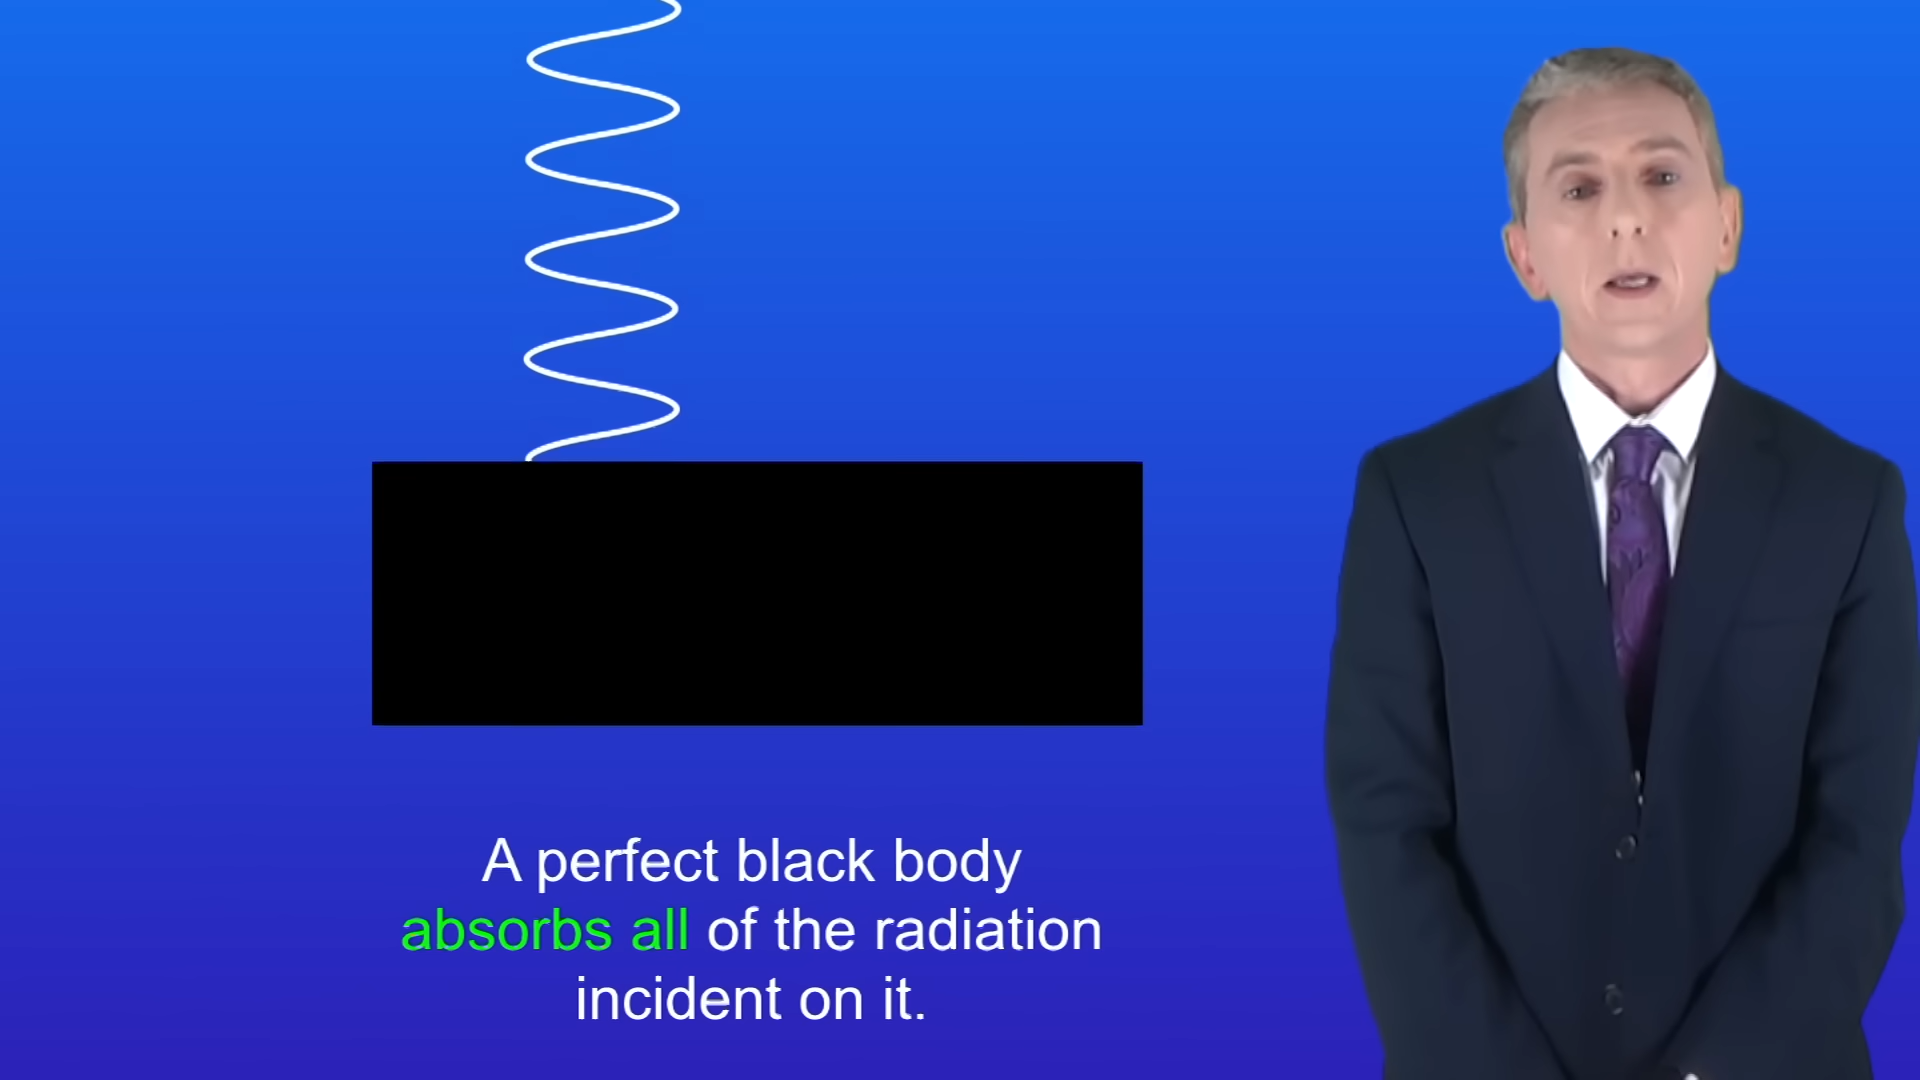 A perfect black body
absorbs all of the radiation
incident on it.